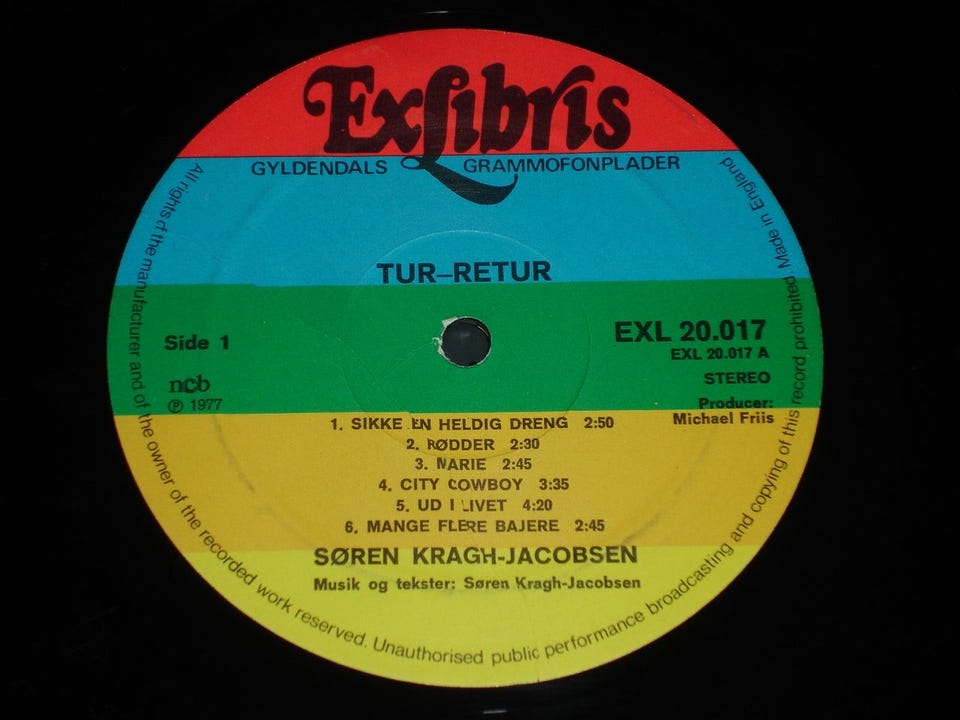 ExLibris
GYLDENDALS GRAMMOFONPLADER
TUR–RETUR
Side 1
EXL 20.017
EXL 20.017 A
ncb
STEREO
℗ 1977
Producer:
Michael Friis
1. SIKKE EN HELDIG DRENG 2:50
2. RØDDER 2:30
3. MARIE 2:45
4. CITY COWBOY 3:35
5. UD I LIVET 4:20
6. MANGE FLERE BAJERE 2:45
SØREN KRAGH-JACOBSEN
Musik og tekster: Søren Kragh-Jacobsen
All rights of the manufacturer and of the owner of the recorded work reserved. Unauthorised public performance broadcasting and copying of this record prohibited. Made in England